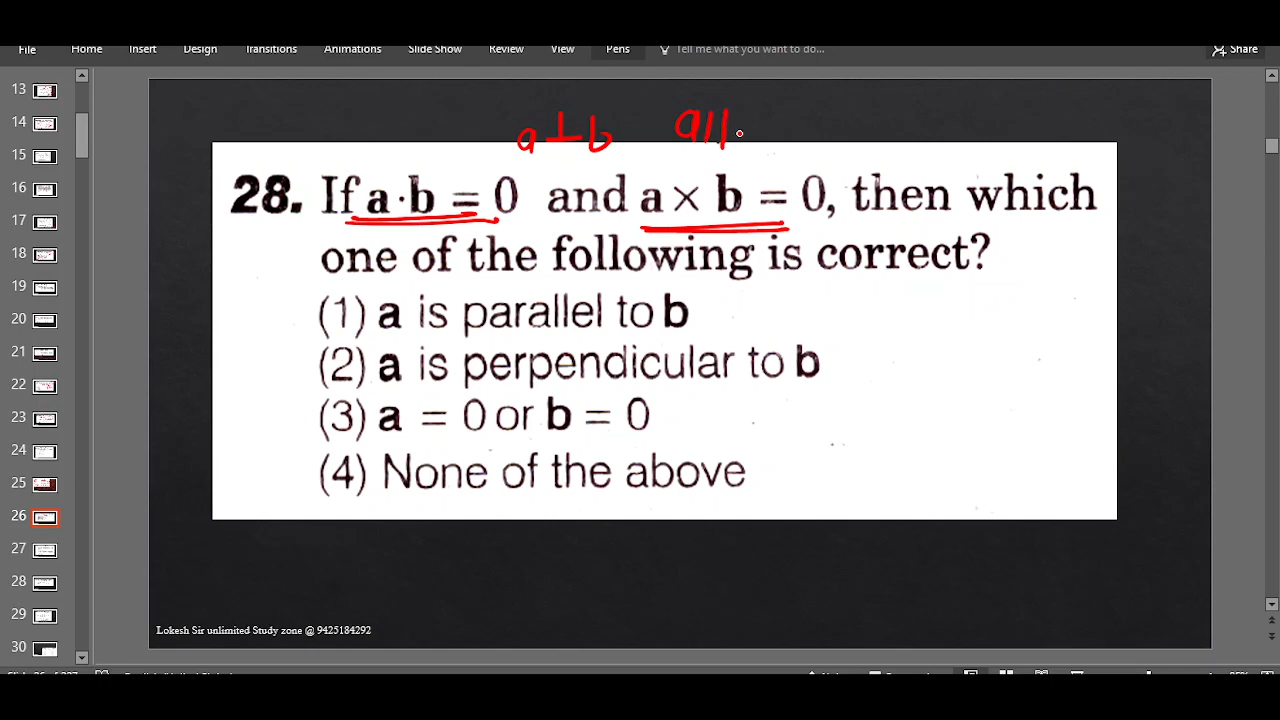 File Home Insert Design Transitions Animations Slide Show Review View Pens Tell me what you want to do... Share
13
14
15
16
17
18
19
20
21
22
23
24
25
26
27
28
29
30
a⊥b a||
28. If a·b = 0 and a × b = 0, then which
one of the following is correct?
(1) a is parallel to b
(2) a is perpendicular to b
(3) a = 0 or b = 0
(4) None of the above
Lokesh Sir unlimited Study zone @ 9425184292